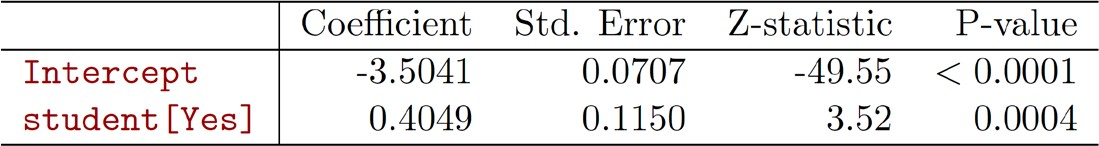 Coefficient Std. Error Z-statistic P-value
Intercept -3.5041 0.0707 -49.55 < 0.0001
student[Yes] 0.4049 0.1150 3.52 0.0004